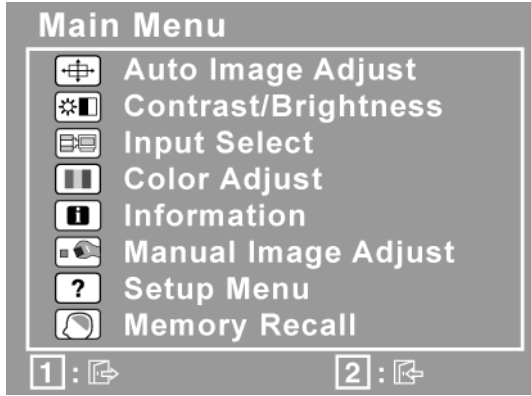 Main Menu
Auto Image Adjust
Contrast/Brightness
Input Select
Color Adjust
Information
Manual Image Adjust
Setup Menu
Memory Recall
1 : 2 :